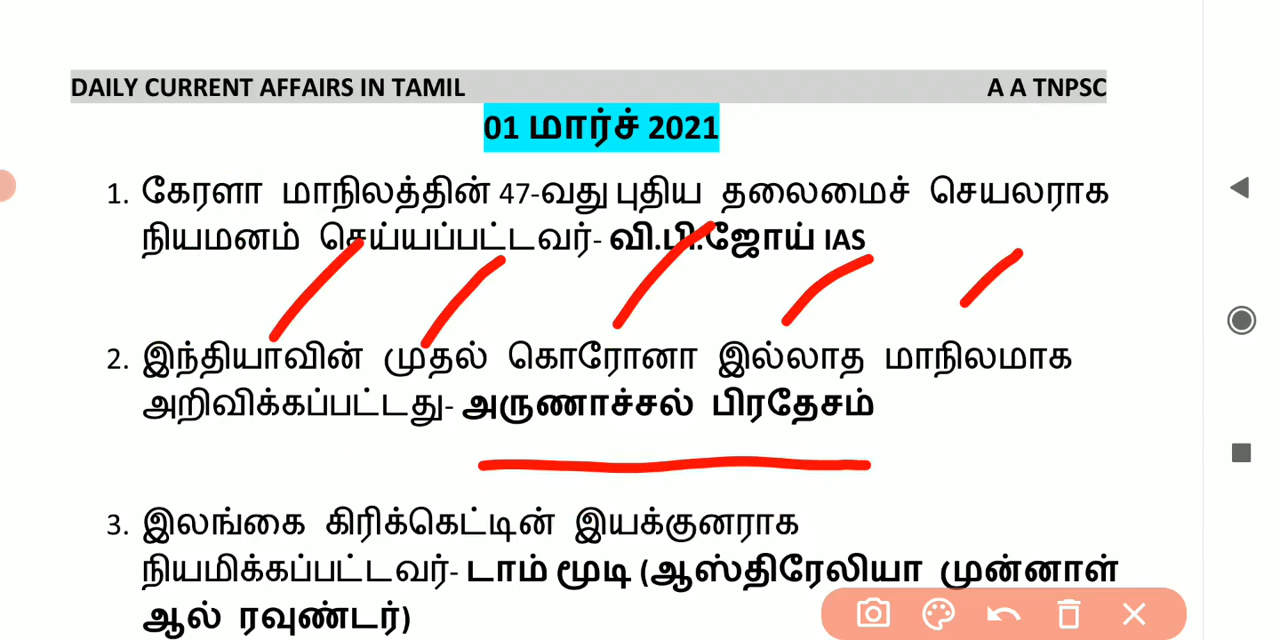 DAILY CURRENT AFFAIRS IN TAMIL A A TNPSC
01 மார்ச் 2021
1. கேரளா மாநிலத்தின் 47-வது புதிய தலைமைச் செயலராக
நியமனம் செய்யப்பட்டவர்- வி.பி.ஜோய் IAS
2. இந்தியாவின் முதல் கொரோனா இல்லாத மாநிலமாக
அறிவிக்கப்பட்டது- அருணாச்சல் பிரதேசம்
3. இலங்கை கிரிக்கெட்டின் இயக்குனராக
நியமிக்கப்பட்டவர்- டாம் மூடி (ஆஸ்திரேலியா முன்னாள்
ஆல் ரவுண்டர்)